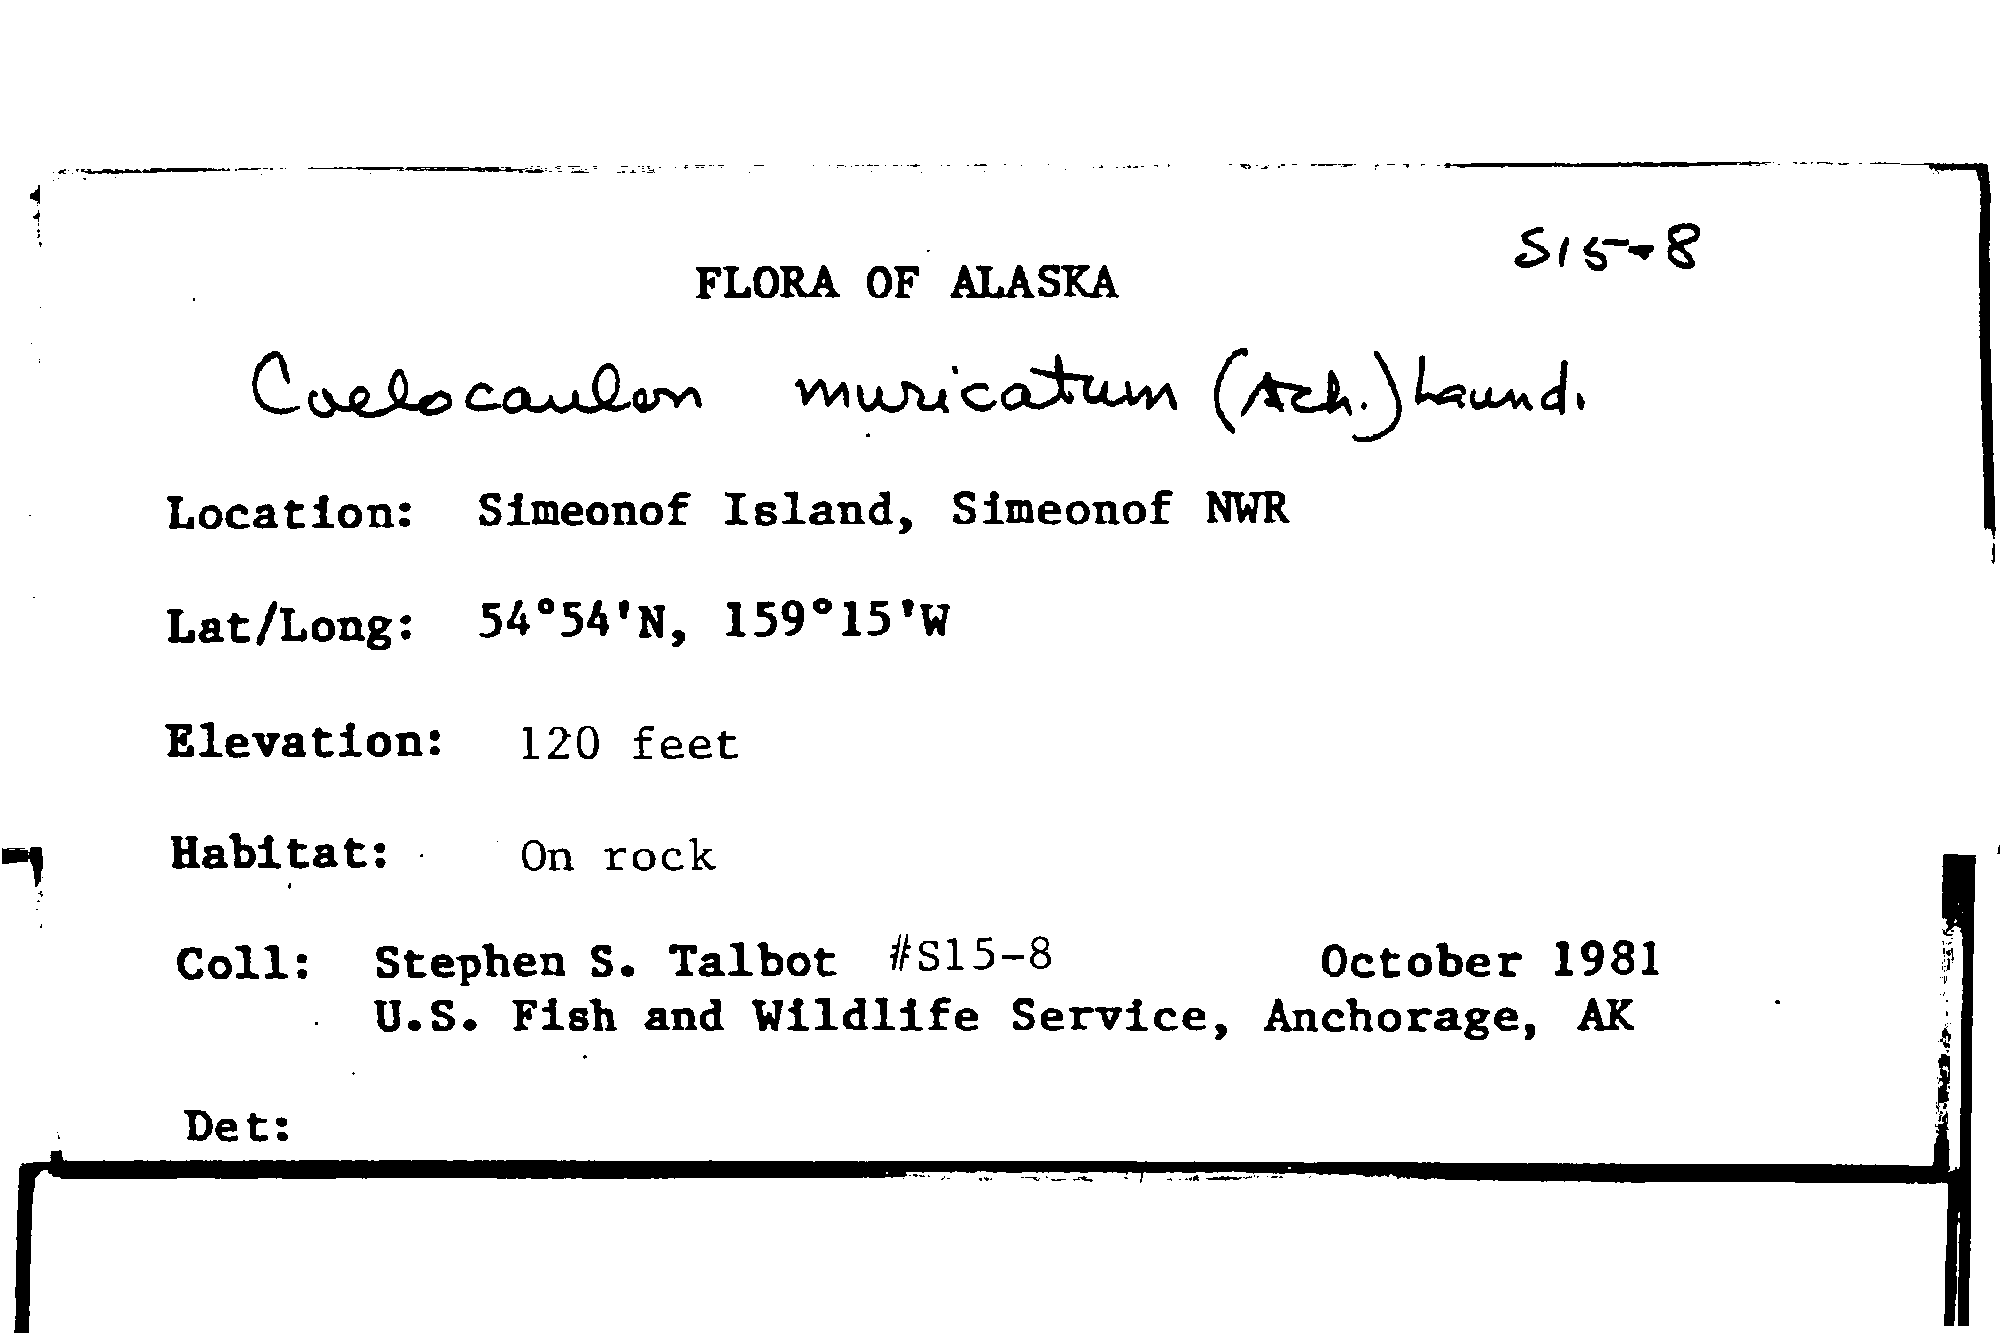 S15-8
FLORA OF ALASKA
Coelocaulon muricatum (Ach.) Laund.
Location: Simeonof Island, Simeonof NWR
Lat/Long: 54°54'N, 159°15'W
Elevation: 120 feet
Habitat: On rock
Coll: Stephen S. Talbot #S15-8 October 1981
U.S. Fish and Wildlife Service, Anchorage, AK
Det: